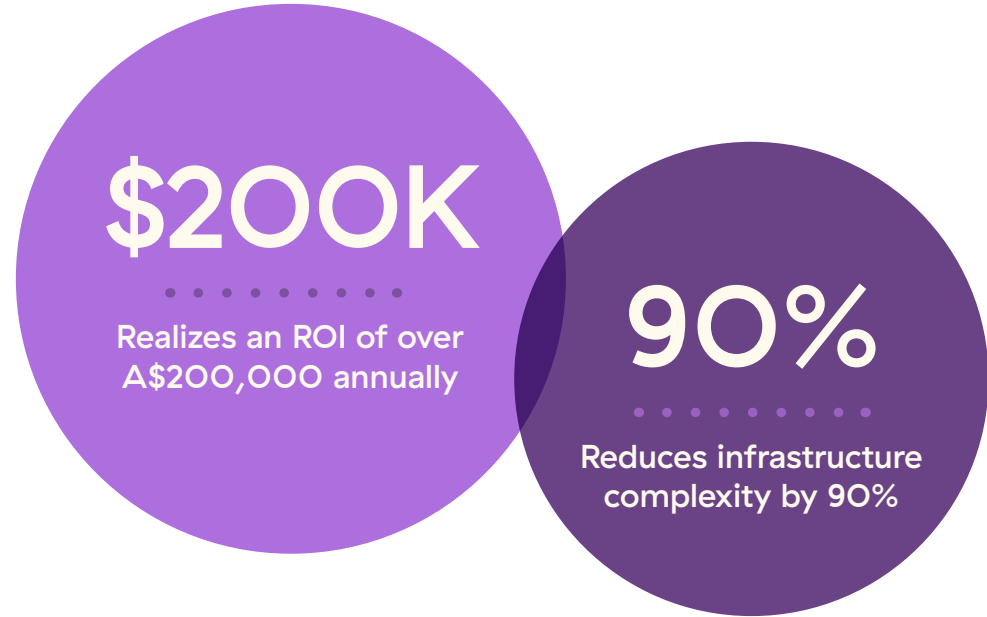 $200K
Realizes an ROI of over
A$200,000 annually
90%
Reduces infrastructure
complexity by 90%